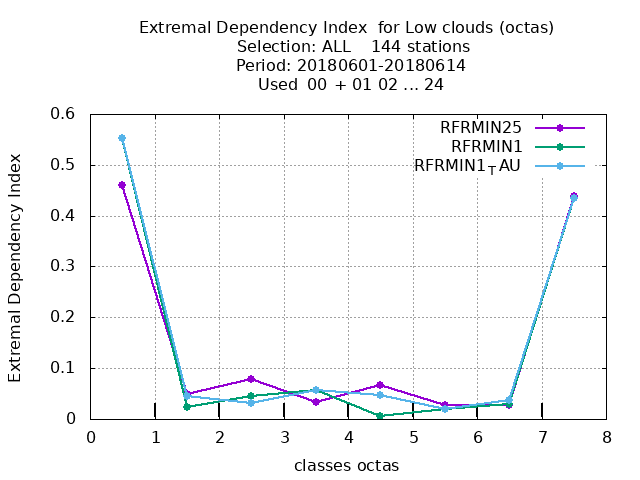 Extremal Dependency Index  for Low clouds (octas)
Selection: ALL    144 stations
Period: 20180601-20180614
Used  00  + 01 02 ... 24
RFRMIN25
RFRMIN1
RFRMIN1TAU
Extremal Dependency Index
0.6
0.5
0.4
0.3
0.2
0.1
0
0 1 2 3 4 5 6 7 8
classes octas